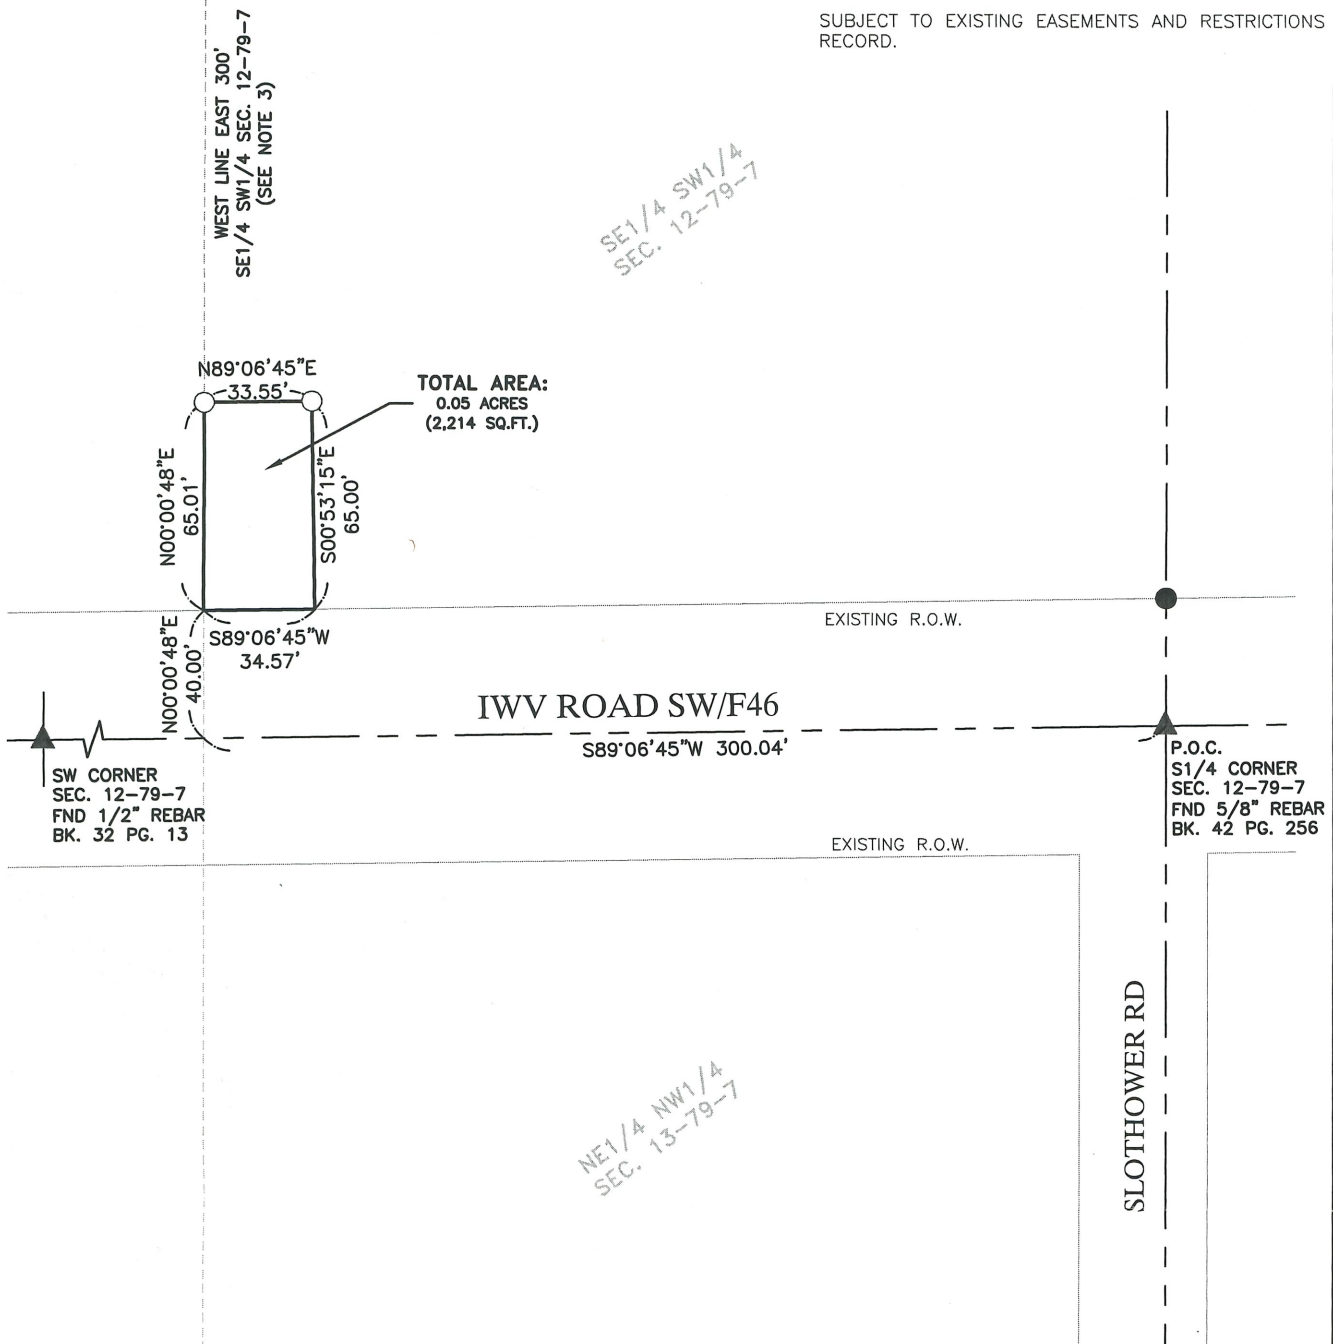 SUBJECT TO EXISTING EASEMENTS AND RESTRICTIONS
RECORD.
WEST LINE EAST 300'
SE1/4 SW1/4 SEC. 12-79-7
(SEE NOTE 3)
SE1/4 SW1/4
SEC. 12-79-7
N89°06'45"E
33.55'
TOTAL AREA:
0.05 ACRES
(2,214 SQ.FT.)
N00°00'48"E
65.01'
S00°53'15"E
65.00'
EXISTING R.O.W.
S89°06'45"W
34.57'
N00°00'48"E
40.00'
IWV ROAD SW/F46
S89°06'45"W 300.04'
SW CORNER
SEC. 12-79-7
FND 1/2" REBAR
BK. 32 PG. 13
P.O.C.
S1/4 CORNER
SEC. 12-79-7
FND 5/8" REBAR
BK. 42 PG. 256
EXISTING R.O.W.
SLOTHOWER RD
NE1/4 NW1/4
SEC. 13-79-7